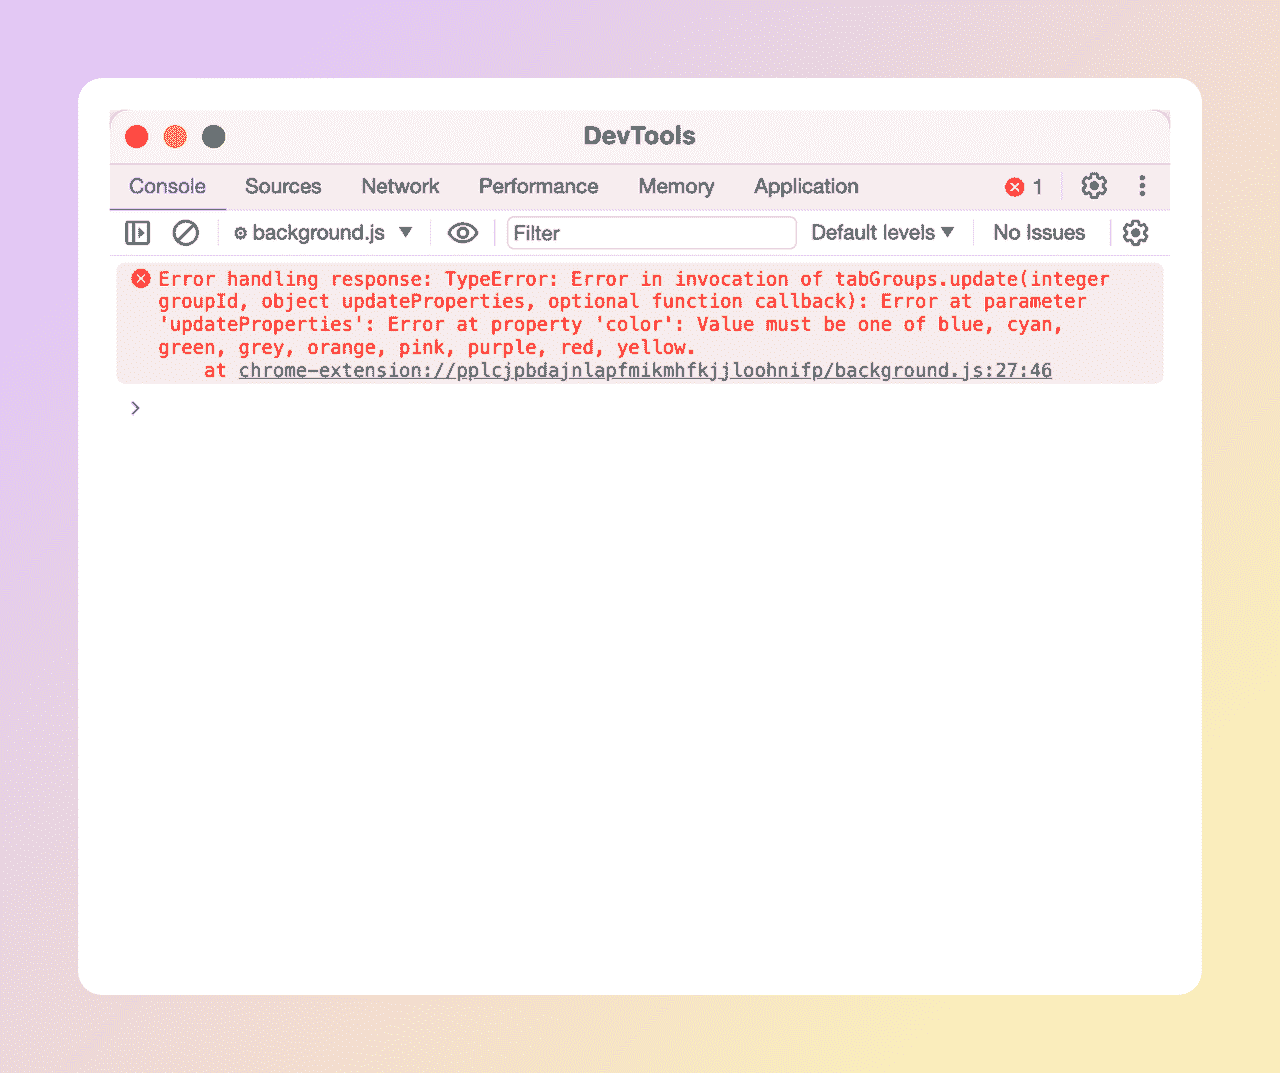 DevTools
Console Sources Network Performance Memory Application 1
background.js Filter Default levels No Issues
Error handling response: TypeError: Error in invocation of tabGroups.update(integer
groupId, object updateProperties, optional function callback): Error at parameter
'updateProperties': Error at property 'color': Value must be one of blue, cyan,
green, grey, orange, pink, purple, red, yellow.
at chrome-extension://pplcjpbdajnlapfmikmhfkjjloohnifp/background.js:27:46